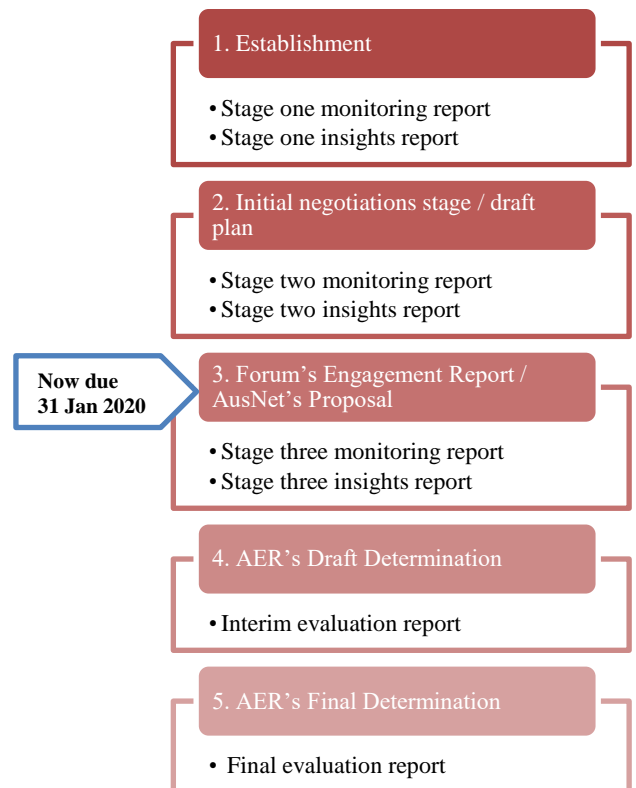 1. Establishment
• Stage one monitoring report
• Stage one insights report
2. Initial negotiations stage / draft
plan
• Stage two monitoring report
• Stage two insights report
Now due
31 Jan 2020
3. Forum's Engagement Report /
AusNet's Proposal
• Stage three monitoring report
• Stage three insights report
4. AER's Draft Determination
• Interim evaluation report
5. AER's Final Determination
• Final evaluation report